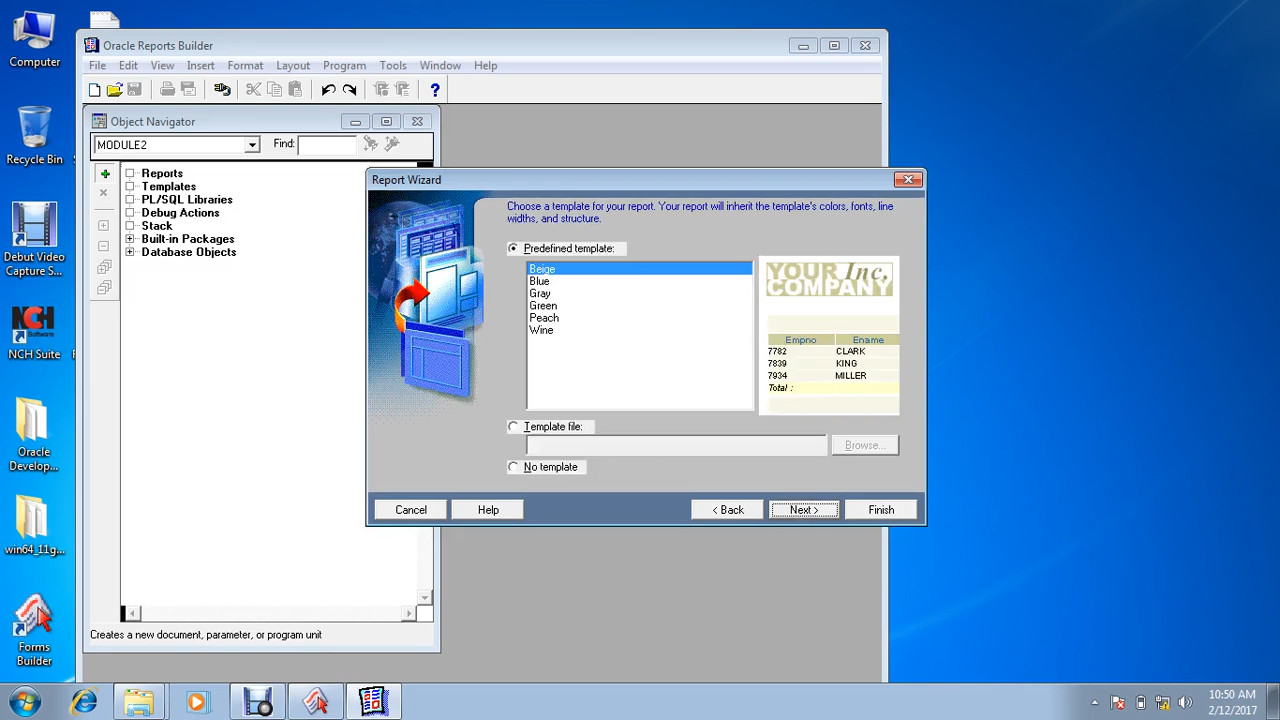 Computer
Recycle Bin
Debut Video
Capture S...
NCH
Software
NCH Suite
Oracle
Develop...
win64_11g...
Forms
Builder
Oracle Reports Builder
File Edit View Insert Format Layout Program Tools Window Help
Object Navigator
MODULE2
Find:
Reports
Templates
PL/SQL Libraries
Debug Actions
Stack
Built-in Packages
Database Objects
Creates a new document, parameter, or program unit
Report Wizard
Choose a template for your report. Your report will inherit the template's colors, fonts, line
widths, and structure.
Predefined template:
Beige
Blue
Gray
Green
Peach
Wine
YOUR Inc,
COMPANY
Empno Ename
7782 CLARK
7839 KING
7934 MILLER
Total :
Template file:
Browse...
No template
Cancel
Help
< Back
Next >
Finish
10:50 AM
2/12/2017